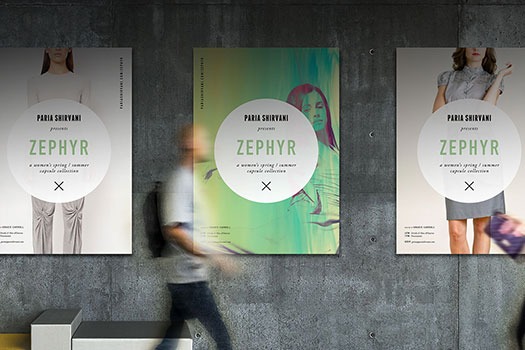 PARIA SHIRVANI
presents
ZEPHYR
a women's spring / summer
capsule collection
PARIA SHIRVANI
presents
ZEPHYR
a women's spring / summer
capsule collection
PARIA SHIRVANI
presents
ZEPHYR
a women's spring / summer
capsule collection